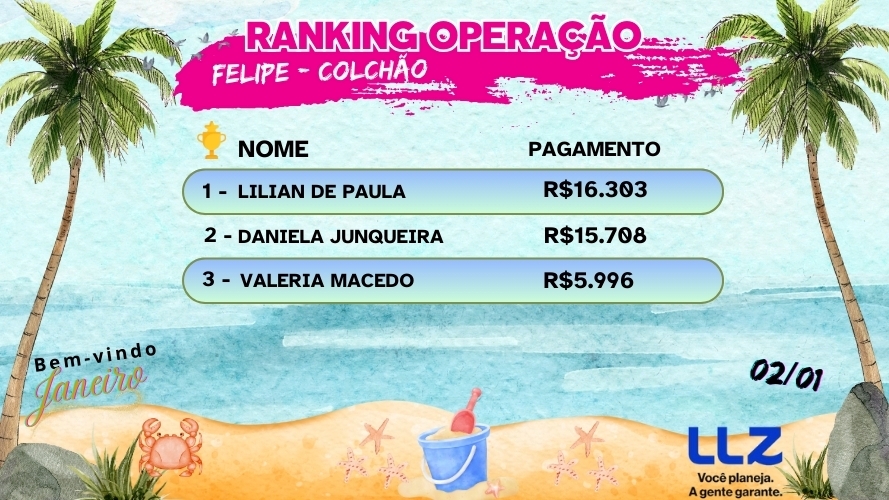 RANKING OPERAÇÃO
FELIPE - COLCHÃO
NOME PAGAMENTO
1 - LILIAN DE PAULA R$16.303
2 - DANIELA JUNQUEIRA R$15.708
3 - VALERIA MACEDO R$5.996
Bem-vindo
Janeiro
02/01
LLZ
Você planeja.
A gente garante.